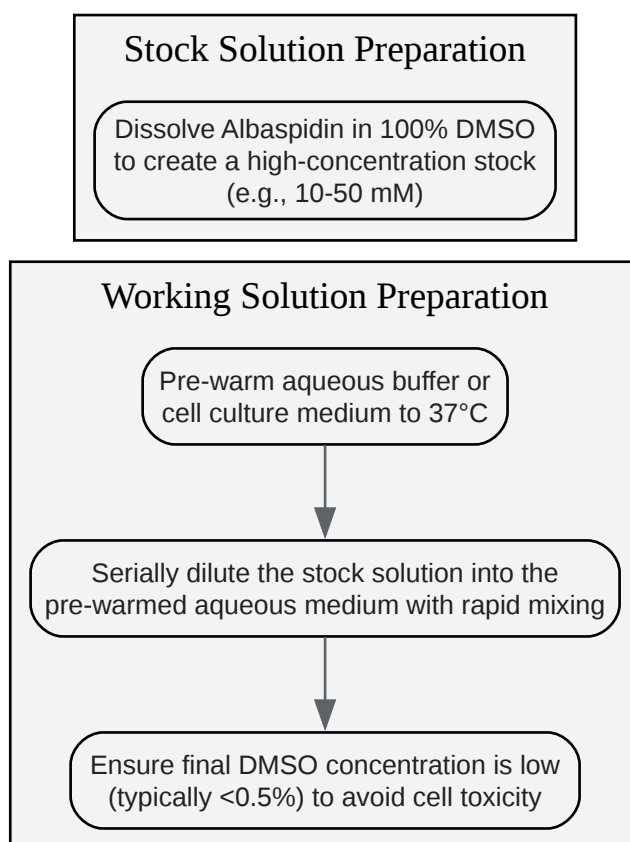 Stock Solution Preparation
Dissolve Albaspidin in 100% DMSO
to create a high-concentration stock
(e.g., 10-50 mM)
Working Solution Preparation
Pre-warm aqueous buffer or
cell culture medium to 37°C
Serially dilute the stock solution into the
pre-warmed aqueous medium with rapid mixing
Ensure final DMSO concentration is low
(typically <0.5%) to avoid cell toxicity